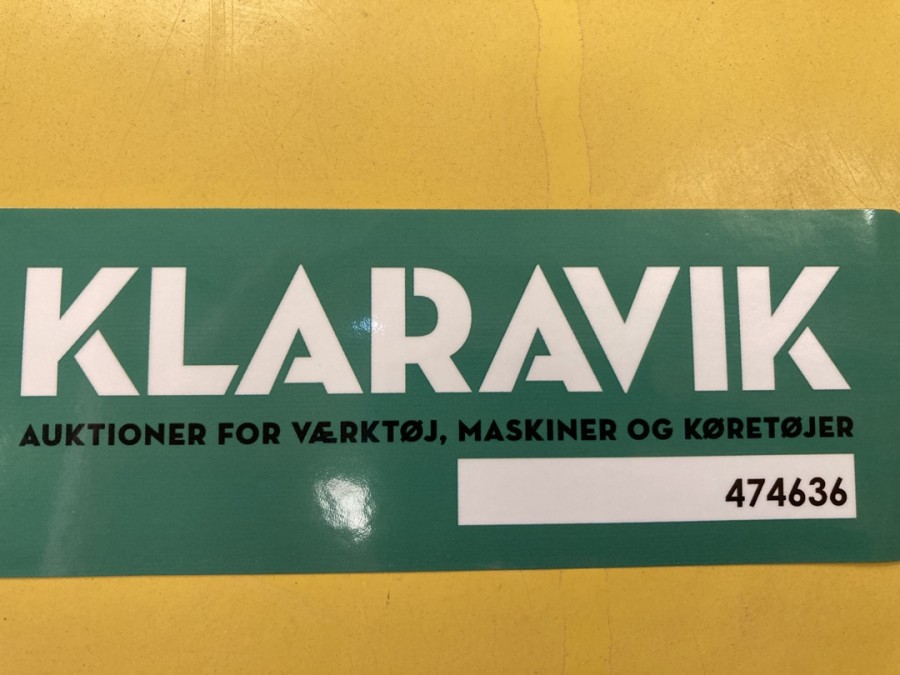 KLARAVIK
AUKTIONER FOR VÆRKTØJ, MASKINER OG KØRETØJER
474636